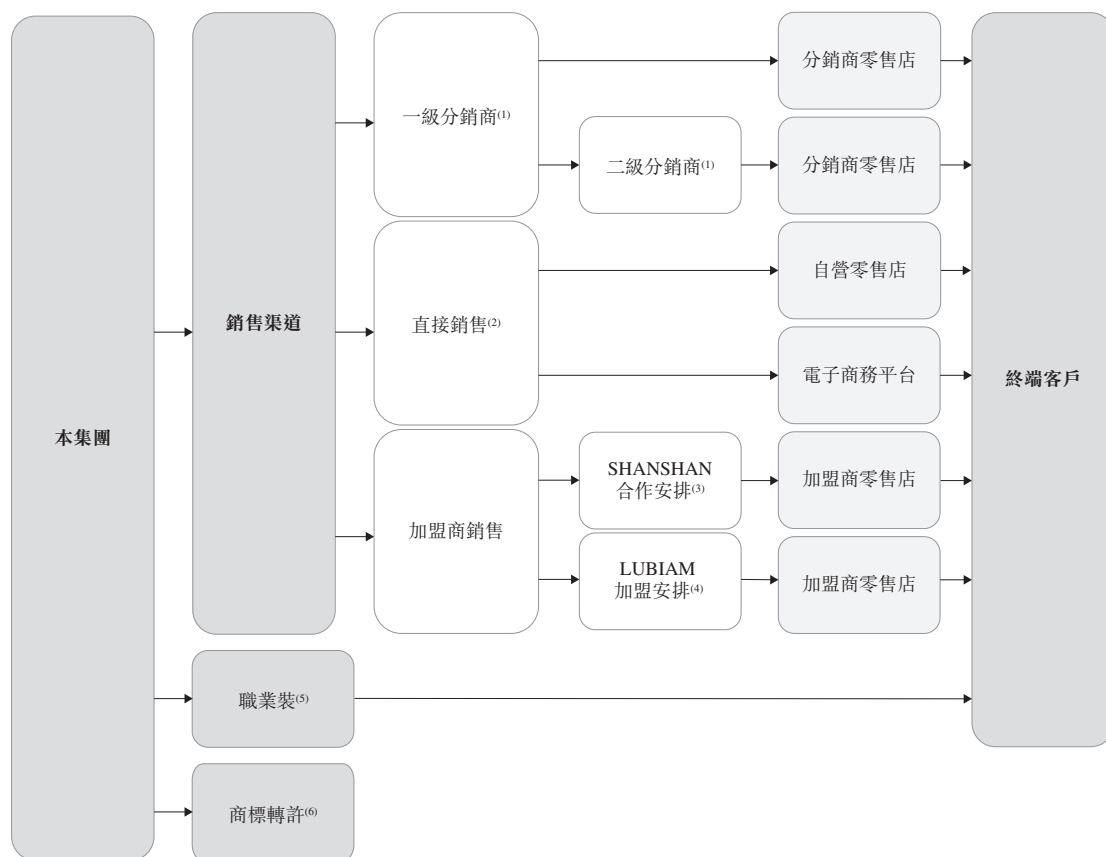 本集團
銷售渠道
一級分銷商(1)
二級分銷商(1)
分銷商零售店
分銷商零售店
直接銷售(2)
自營零售店
電子商務平台
加盟商銷售
SHANSHAN
合作安排(3)
加盟商零售店
LUBIAM
加盟安排(4)
加盟商零售店
終端客戶
職業裝(5)
商標轉許(6)